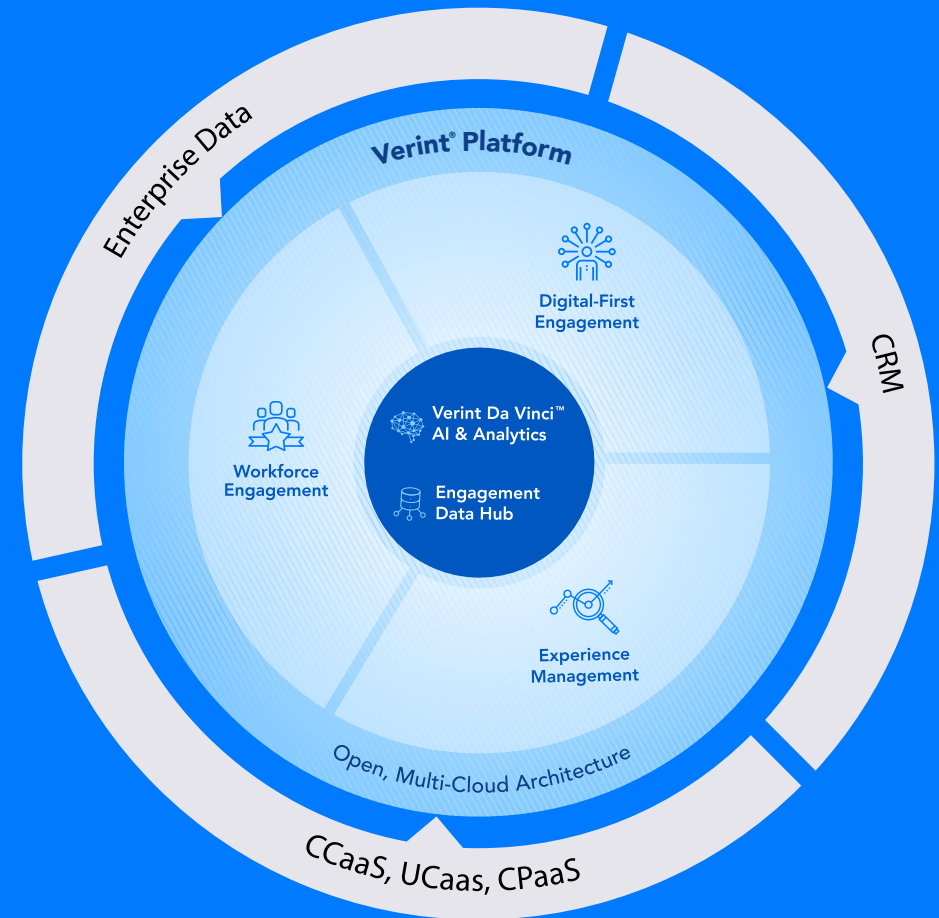 Enterprise Data
Verint® Platform
Digital-First
Engagement
CRM
Verint Da Vinci™
AI & Analytics
Workforce
Engagement
Engagement
Data Hub
Experience
Management
Open, Multi-Cloud Architecture
CCaaS, UCaas, CPaaS